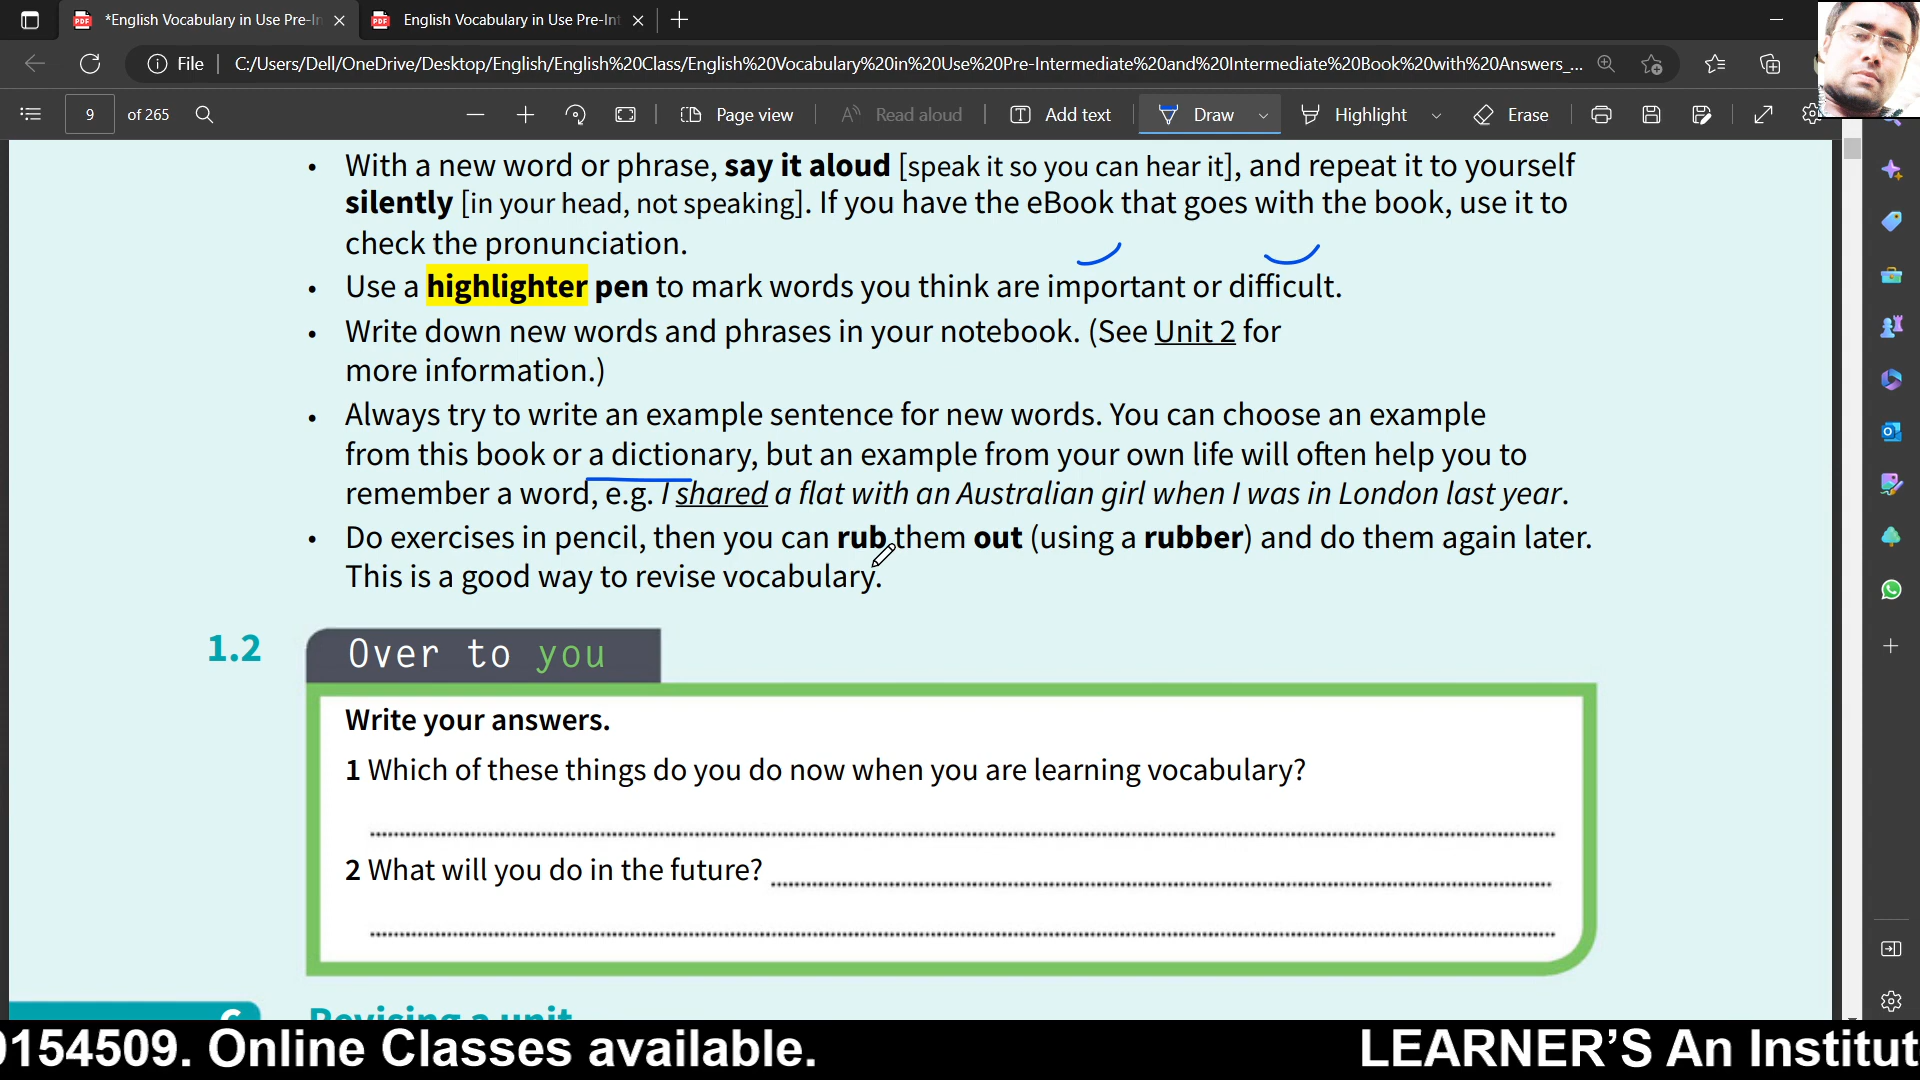 *English Vocabulary in Use Pre-In
English Vocabulary in Use Pre-Int
File
C:/Users/Dell/OneDrive/Desktop/English/English%20Class/English%20Vocabulary%20in%20Use%20Pre-Intermediate%20and%20Intermediate%20Book%20with%20Answers_...
9 of 265
Page view
Read aloud
Add text
Draw
Highlight
Erase
• With a new word or phrase, say it aloud [speak it so you can hear it], and repeat it to yourself
silently [in your head, not speaking]. If you have the eBook that goes with the book, use it to
check the pronunciation.
• Use a highlighter pen to mark words you think are important or difficult.
• Write down new words and phrases in your notebook. (See Unit 2 for
more information.)
• Always try to write an example sentence for new words. You can choose an example
from this book or a dictionary, but an example from your own life will often help you to
remember a word, e.g. I shared a flat with an Australian girl when I was in London last year.
• Do exercises in pencil, then you can rub them out (using a rubber) and do them again later.
This is a good way to revise vocabulary.
1.2 Over to you
Write your answers.
1 Which of these things do you do now when you are learning vocabulary?
2 What will you do in the future?
Revising a unit
0154509. Online Classes available. LEARNER’S An Institut